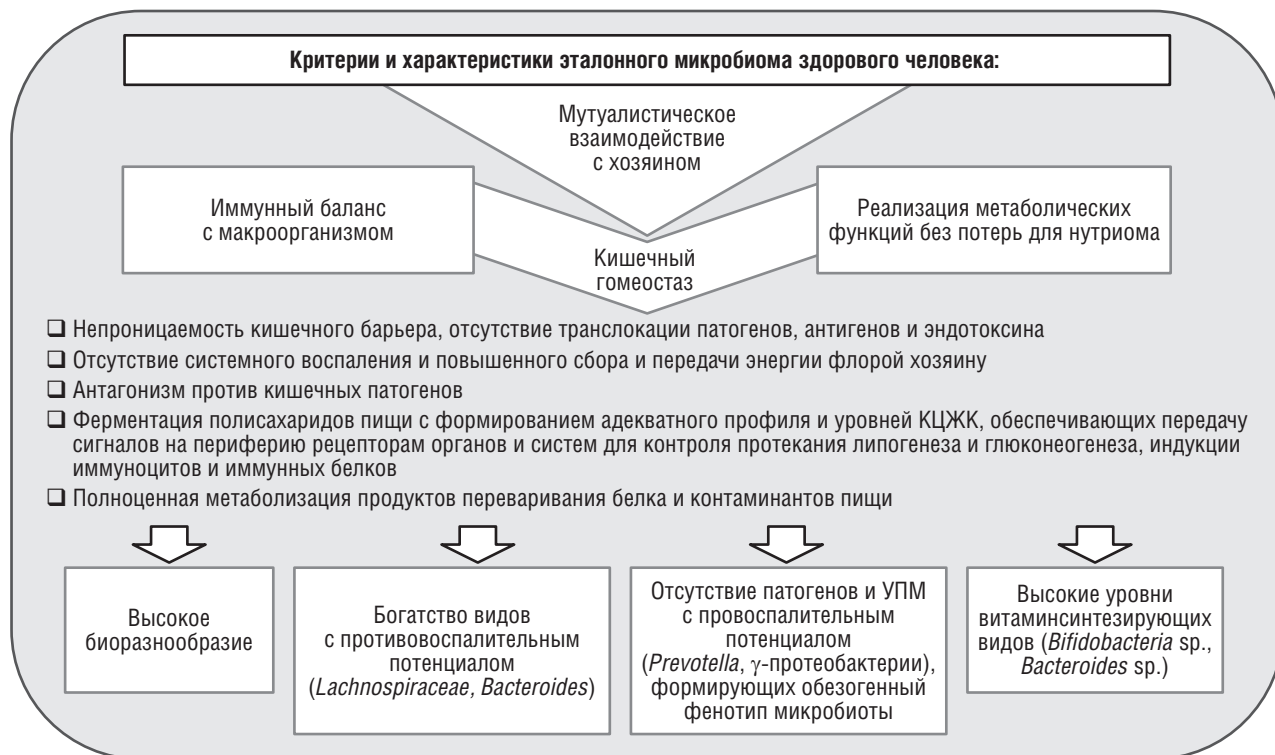 Критерии и характеристики эталонного микробиома здорового человека:
Мутуалистическое
взаимодействие
с хозяином
Иммунный баланс
с макроорганизмом
Реализация метаболических
функций без потерь для нутриома
Кишечный
гомеостаз
❑ Непроницаемость кишечного барьера, отсутствие транслокации патогенов, антигенов и эндотоксина
❑ Отсутствие системного воспаления и повышенного сбора и передачи энергии флорой хозяину
❑ Антагонизм против кишечных патогенов
❑ Ферментация полисахаридов пищи с формированием адекватного профиля и уровней КЦЖК, обеспечивающих передачу
сигналов на периферию рецепторам органов и систем для контроля протекания липогенеза и глюконеогенеза, индукции
иммуноцитов и иммунных белков
❑ Полноценная метаболизация продуктов переваривания белка и контаминантов пищи
Высокое
биоразнообразие
Богатство видов
с противовоспалительным
потенциалом
(Lachnospiraceae, Bacteroides)
Отсутствие патогенов и УПМ
с провоспалительным
потенциалом
(Prevotella, γ-протеобактерии),
формирующих обезогенный
фенотип микробиоты
Высокие уровни
витаминсинтезирующих
видов (Bifidobacteria sp.,
Bacteroides sp.)